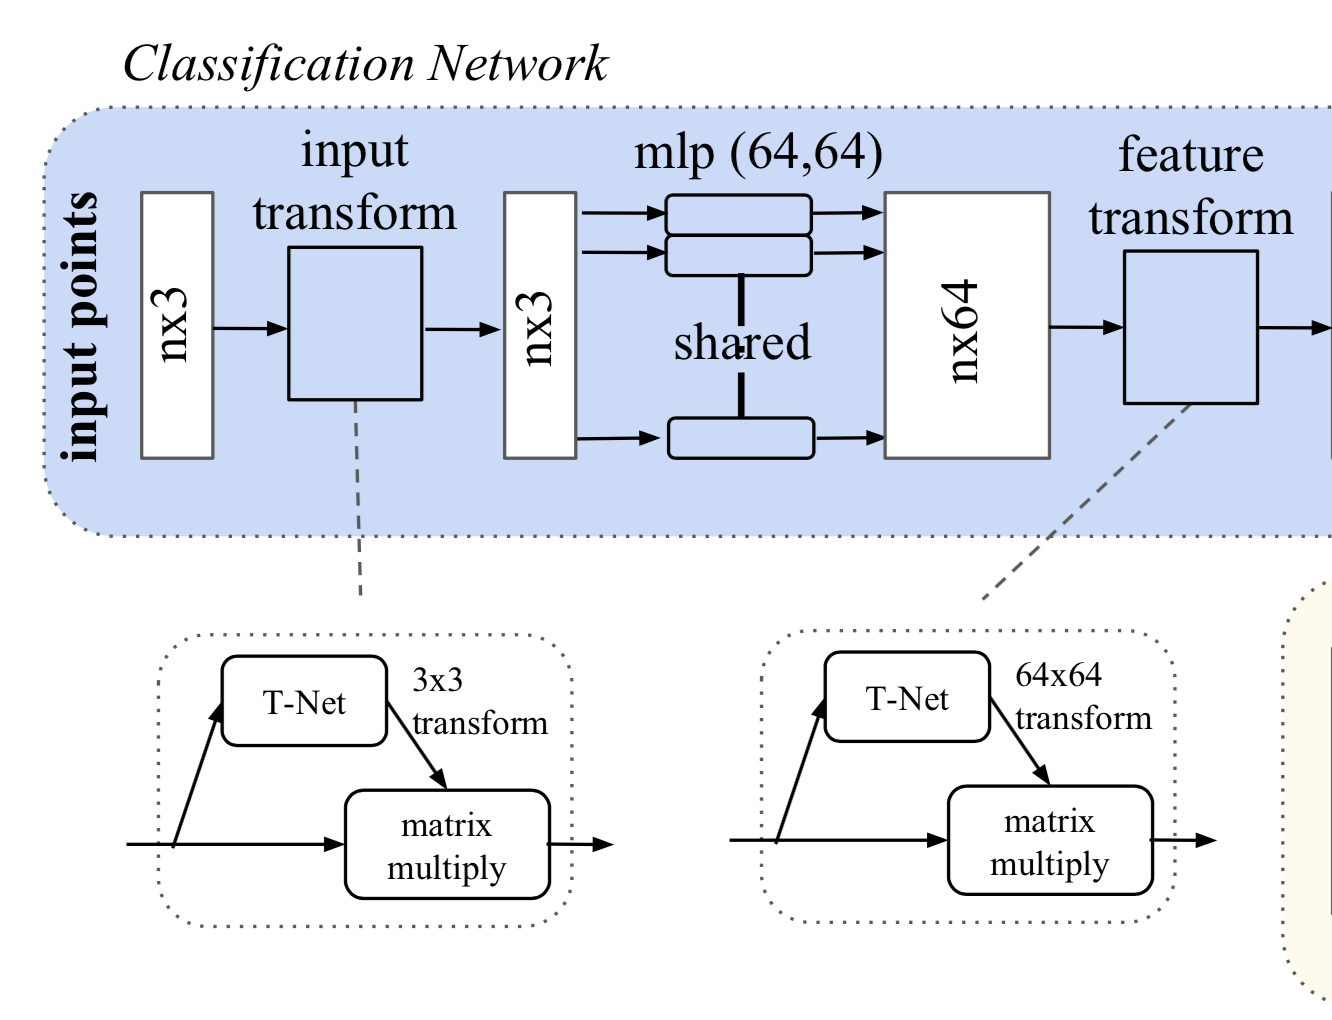 Classification Network
input points
nx3
input
transform
nx3
mlp (64,64)
shared
nx64
feature
transform
T-Net
3x3
transform
matrix
multiply
T-Net
64x64
transform
matrix
multiply